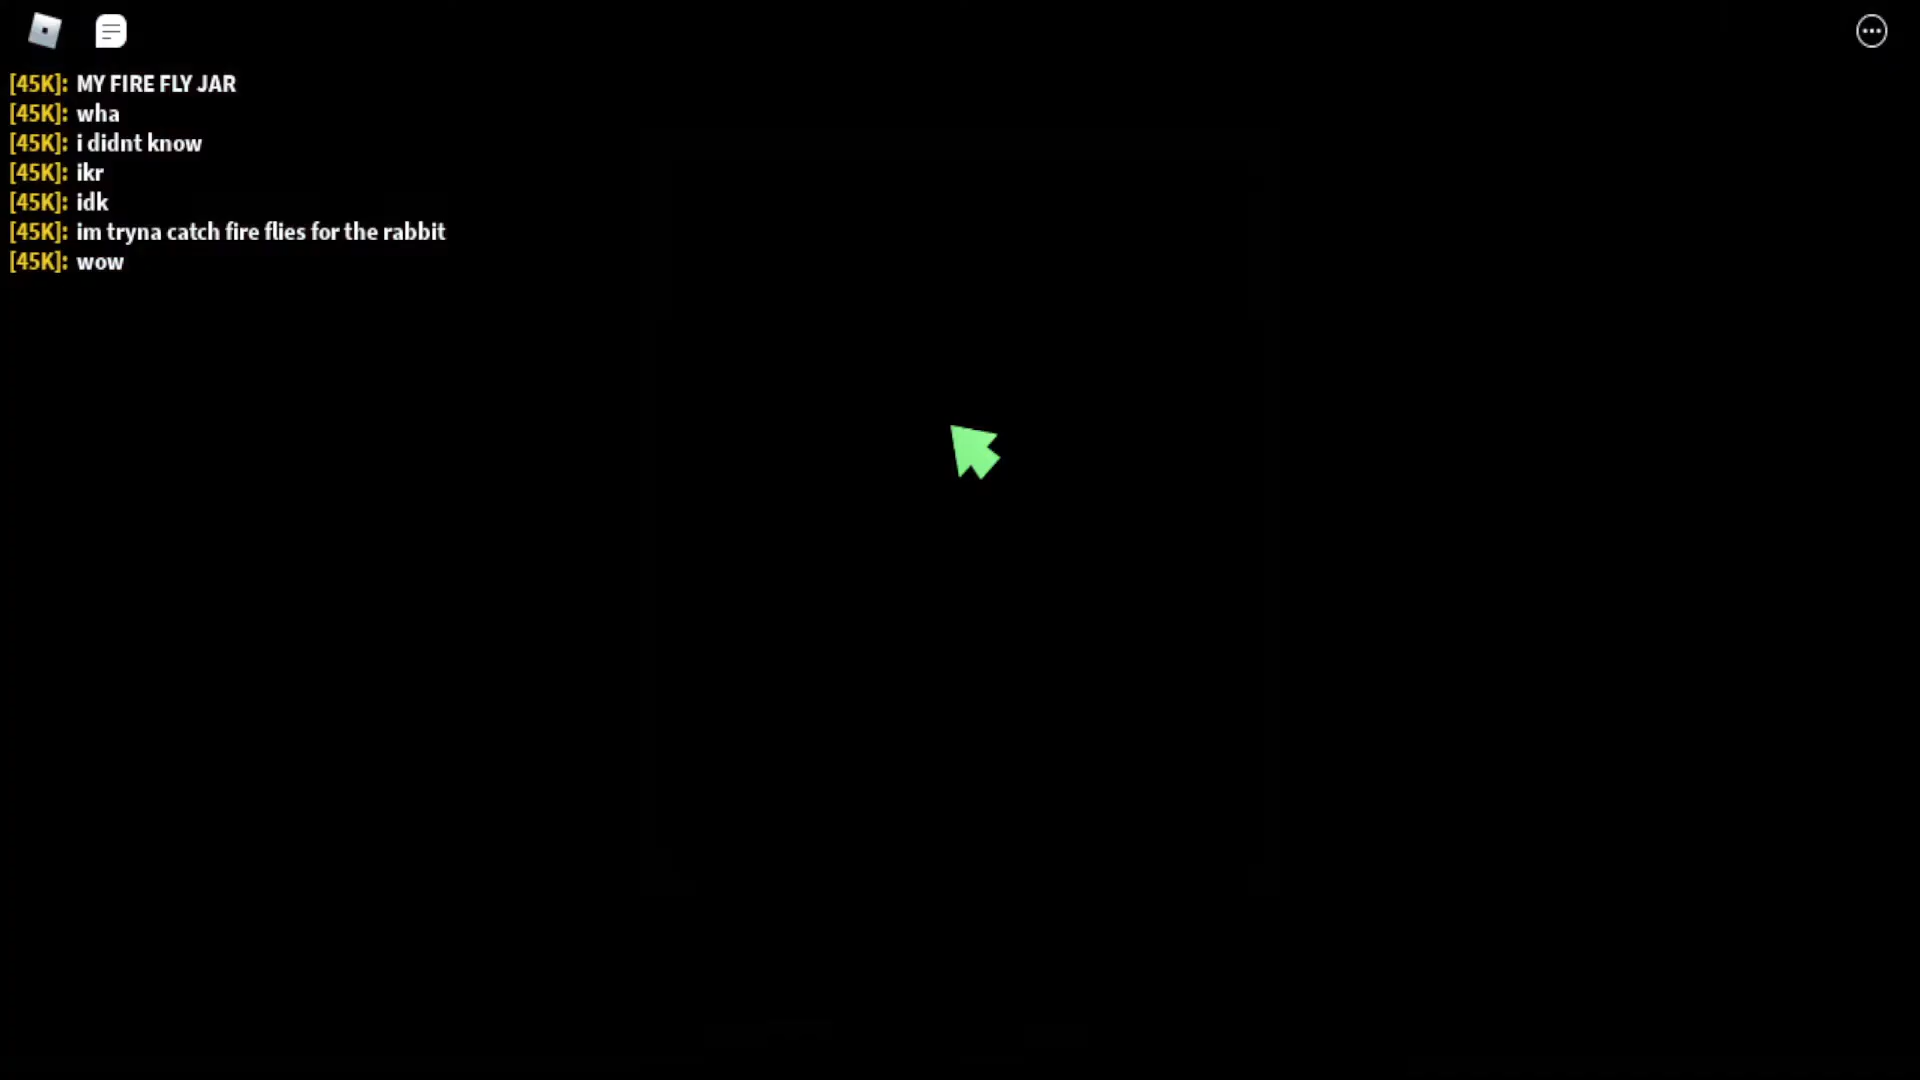 [45K]: MY FIRE FLY JAR
[45K]: wha
[45K]: i didnt know
[45K]: ikr
[45K]: idk
[45K]: im tryna catch fire flies for the rabbit
[45K]: wow